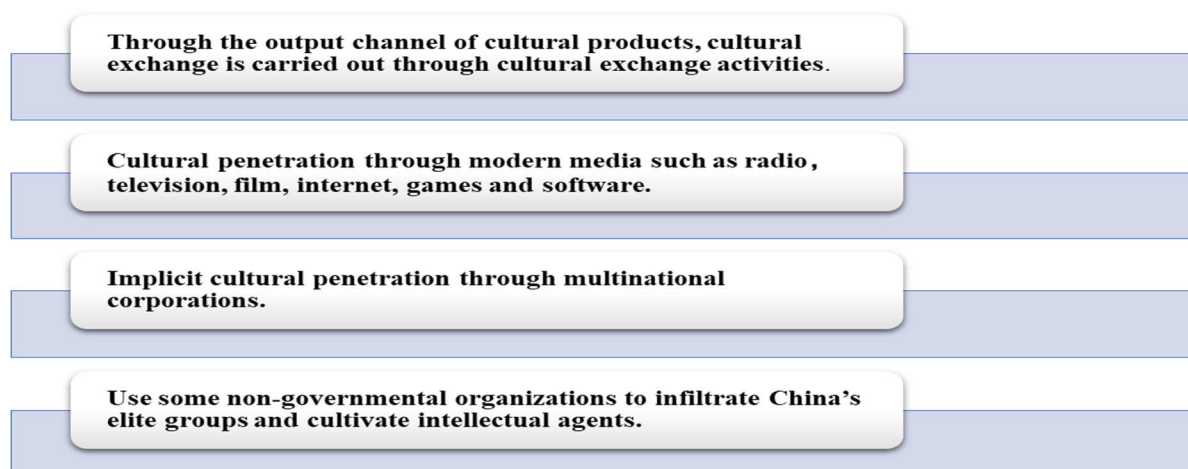 Through the output channel of cultural products, cultural
exchange is carried out through cultural exchange activities.
Cultural penetration through modern media such as radio，
television, film, internet, games and software.
Implicit cultural penetration through multinational
corporations.
Use some non-governmental organizations to infiltrate China’s
elite groups and cultivate intellectual agents.